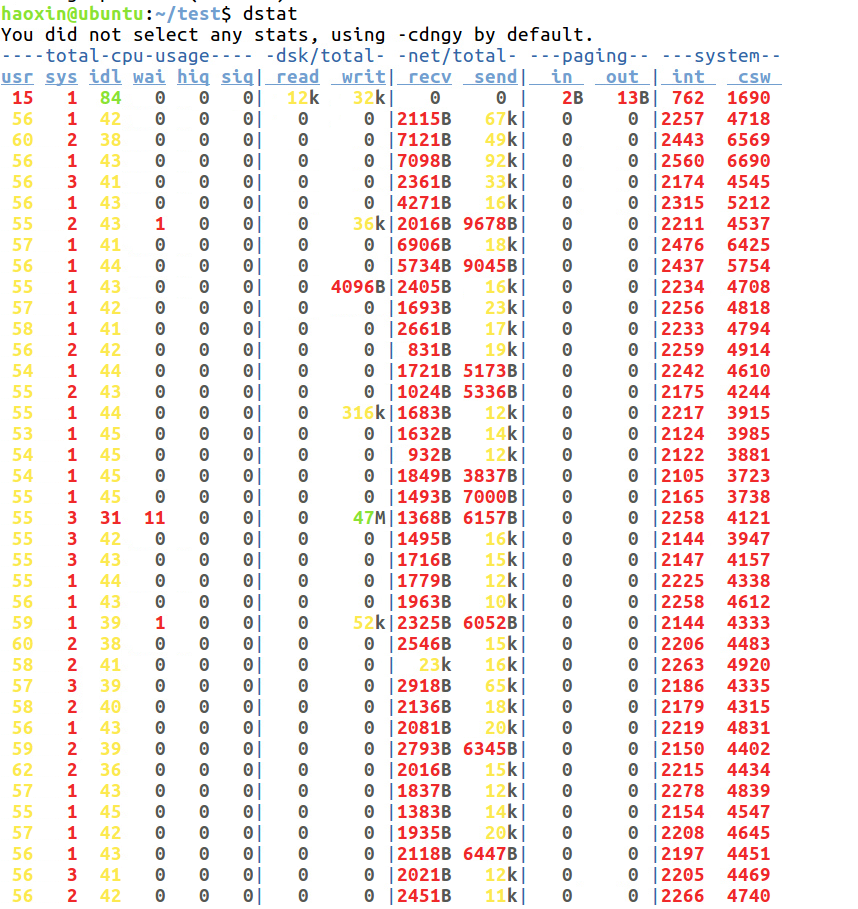 haoxin@ubuntu:~/test$ dstat
You did not select any stats, using -cdngy by default.
----total-cpu-usage---- -dsk/total- -net/total- ---paging-- ---system--
usr sys idl wai hiq siq| read  writ| recv  send|  in   out | int   csw
 15   1  84   0   0   0|  12k   32k|   0     0 |   2B   13B| 762  1690
 56   1  42   0   0   0|   0     0 |2115B   67k|   0     0 |2257  4718
 60   2  38   0   0   0|   0     0 |7121B   49k|   0     0 |2443  6569
 56   1  43   0   0   0|   0     0 |7098B   92k|   0     0 |2560  6690
 56   3  41   0   0   0|   0     0 |2361B   33k|   0     0 |2174  4545
 56   1  43   0   0   0|   0     0 |4271B   16k|   0     0 |2315  5212
 55   2  43   1   0   0|   0    36k|2016B 9678B|   0     0 |2211  4537
 57   1  41   0   0   0|   0     0 |6906B   18k|   0     0 |2476  6425
 56   1  44   0   0   0|   0     0 |5734B 9045B|   0     0 |2437  5754
 55   1  43   0   0   0|   0  4096B|2405B   16k|   0     0 |2234  4708
 57   1  42   0   0   0|   0     0 |1693B   23k|   0     0 |2256  4818
 58   1  41   0   0   0|   0     0 |2661B   17k|   0     0 |2233  4794
 56   2  42   0   0   0|   0     0 | 831B   19k|   0     0 |2259  4914
 54   1  44   0   0   0|   0     0 |1721B 5173B|   0     0 |2242  4610
 55   2  43   0   0   0|   0     0 |1024B 5336B|   0     0 |2175  4244
 55   1  44   0   0   0|   0   316k|1683B   12k|   0     0 |2217  3915
 53   1  45   0   0   0|   0     0 |1632B   14k|   0     0 |2124  3985
 54   1  45   0   0   0|   0     0 | 932B   12k|   0     0 |2122  3881
 54   1  45   0   0   0|   0     0 |1849B 3837B|   0     0 |2105  3723
 55   1  45   0   0   0|   0     0 |1493B 7000B|   0     0 |2165  3738
 55   3  31  11   0   0|   0    47M|1368B 6157B|   0     0 |2258  4121
 55   3  42   0   0   0|   0     0 |1495B   16k|   0     0 |2144  3947
 55   3  43   0   0   0|   0     0 |1716B   15k|   0     0 |2147  4157
 55   1  44   0   0   0|   0     0 |1779B   12k|   0     0 |2225  4338
 56   1  43   0   0   0|   0     0 |1963B   10k|   0     0 |2258  4612
 59   1  39   1   0   0|   0    52k|2325B 6052B|   0     0 |2144  4333
 60   2  38   0   0   0|   0     0 |2546B   15k|   0     0 |2206  4483
 58   2  41   0   0   0|   0     0 |  23k   16k|   0     0 |2263  4920
 57   3  39   0   0   0|   0     0 |2918B   65k|   0     0 |2186  4335
 58   2  40   0   0   0|   0     0 |2136B   18k|   0     0 |2179  4315
 56   1  43   0   0   0|   0     0 |2081B   20k|   0     0 |2219  4831
 59   2  39   0   0   0|   0     0 |2793B 6345B|   0     0 |2150  4402
 62   2  36   0   0   0|   0     0 |2016B   15k|   0     0 |2215  4434
 57   1  43   0   0   0|   0     0 |1837B   12k|   0     0 |2278  4839
 55   1  45   0   0   0|   0     0 |1383B   14k|   0     0 |2154  4547
 57   1  42   0   0   0|   0     0 |1935B   20k|   0     0 |2208  4645
 56   1  43   0   0   0|   0     0 |2118B 6447B|   0     0 |2197  4451
 56   3  41   0   0   0|   0     0 |2021B   12k|   0     0 |2205  4469
 56   2  42   0   0   0|   0     0 |2451B   11k|   0     0 |2266  4740